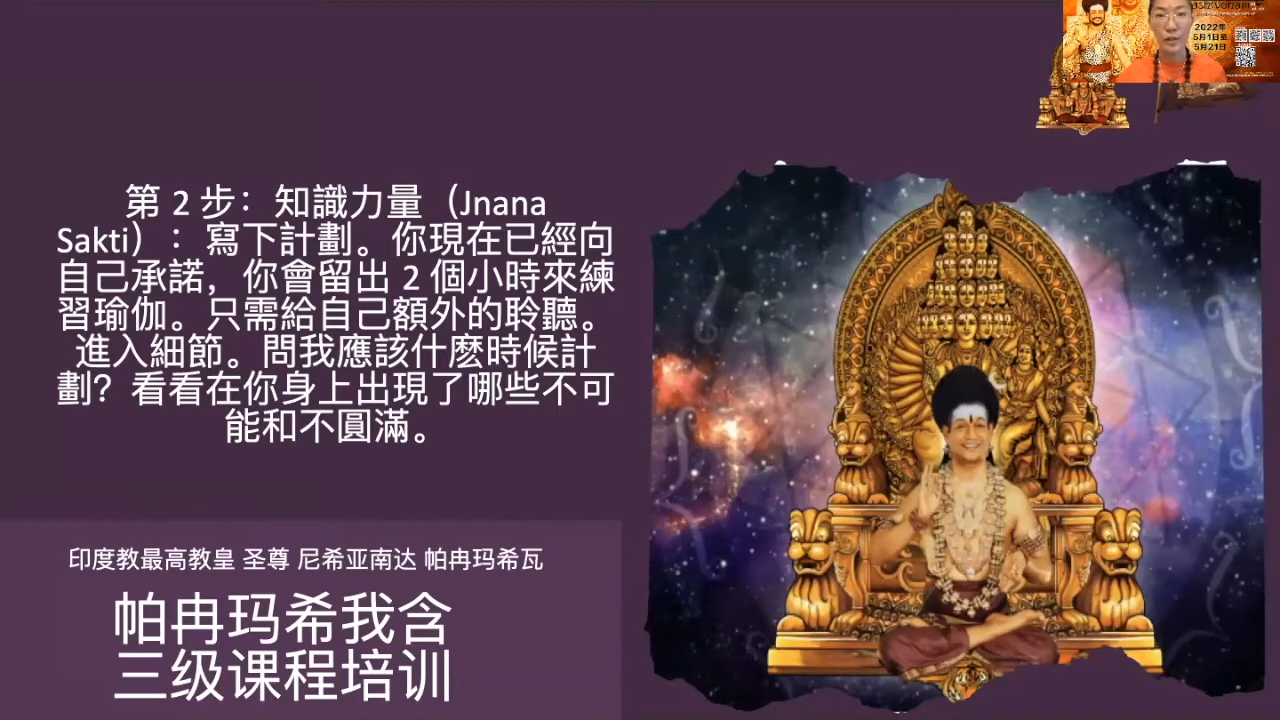 2022年
5月1日至
5月21日
第 2 步：知識力量（Jnana
Sakti）：寫下計劃。你現在已經向
自己承諾，你會留出 2 個小時來練
習瑜伽。只需給自己額外的聆聽。
進入細節。問我應該什麽時候計
劃？看看在你身上出現了哪些不可
能和不圓滿。
印度教最高教皇 圣尊 尼希亚南达 帕冉玛希瓦
帕冉玛希我含
三级课程培训